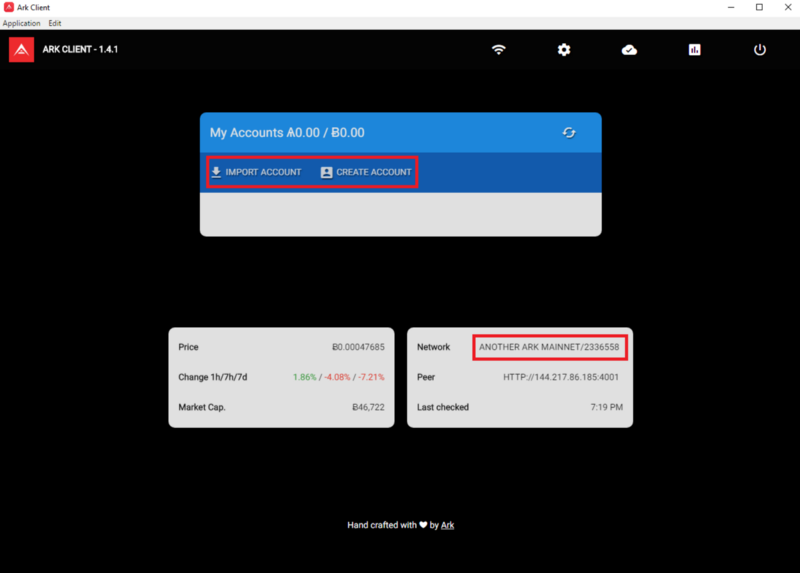 Ark Client
Application Edit
ARK CLIENT - 1.4.1
My Accounts Ѧ0.00 / Ƀ0.00
IMPORT ACCOUNT CREATE ACCOUNT
Price Ƀ0.00047685
Change 1h/7h/7d 1.86% / -4.08% / -7.21%
Market Cap. Ƀ46,722
Network ANOTHER ARK MAINNET/2336558
Peer HTTP://144.217.86.185:4001
Last checked 7:19 PM
Hand crafted with ❤ by Ark